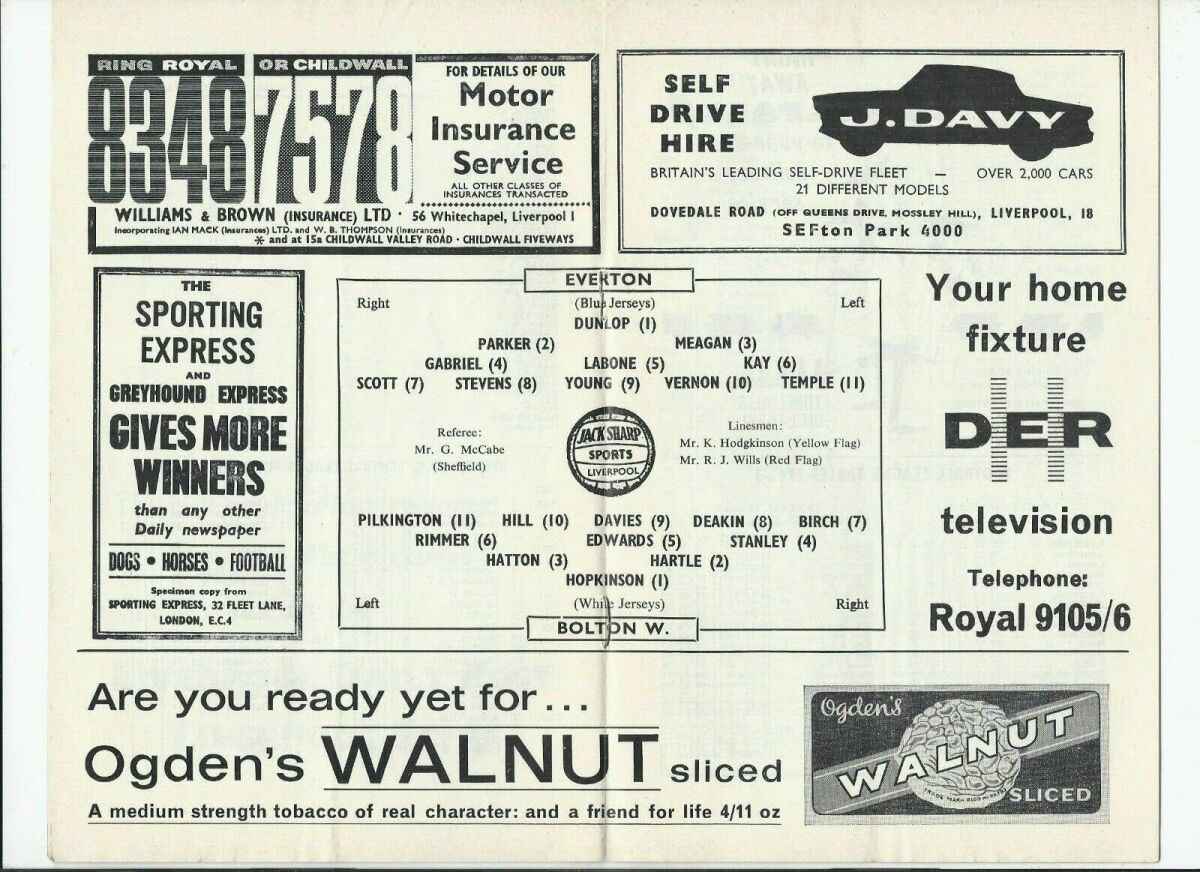 RING ROYAL OR CHILDWALL
8348 7578
FOR DETAILS OF OUR
Motor
Insurance
Service
ALL OTHER CLASSES OF
INSURANCES TRANSACTED
WILLIAMS & BROWN (INSURANCE) LTD · 56 Whitechapel, Liverpool 1
Incorporating IAN MACK (Insurances) LTD. and W. B. THOMPSON (Insurances)
* and at 15a CHILDWALL VALLEY ROAD · CHILDWALL FIVEWAYS
SELF
DRIVE
HIRE
J. DAVY
BRITAIN'S LEADING SELF-DRIVE FLEET — OVER 2,000 CARS
21 DIFFERENT MODELS
DOVEDALE ROAD (OFF QUEENS DRIVE, MOSSLEY HILL), LIVERPOOL, 18
SEFton Park 4000
THE
SPORTING
EXPRESS
AND
GREYHOUND EXPRESS
GIVES MORE
WINNERS
than any other
Daily newspaper
DOGS • HORSES • FOOTBALL
Specimen copy from
SPORTING EXPRESS, 32 FLEET LANE,
LONDON, E.C.4
EVERTON
Right (Blue Jerseys) Left
DUNLOP (1)
PARKER (2) MEAGAN (3)
GABRIEL (4) LABONE (5) KAY (6)
SCOTT (7) STEVENS (8) YOUNG (9) VERNON (10) TEMPLE (11)
Referee:
Mr. G. McCabe
(Sheffield)
JACK SHARP
SPORTS
LIVERPOOL
Linesmen:
Mr. K. Hodgkinson (Yellow Flag)
Mr. R. J. Wills (Red Flag)
PILKINGTON (11) HILL (10) DAVIES (9) DEAKIN (8) BIRCH (7)
RIMMER (6) EDWARDS (5) STANLEY (4)
HATTON (3) HARTLE (2)
HOPKINSON (1)
Left (White Jerseys) Right
BOLTON W.
Your home
fixture
DER
television
Telephone:
Royal 9105/6
Are you ready yet for ...
Ogden's WALNUT sliced
A medium strength tobacco of real character: and a friend for life 4/11 oz
Ogden's
WALNUT
SLICED